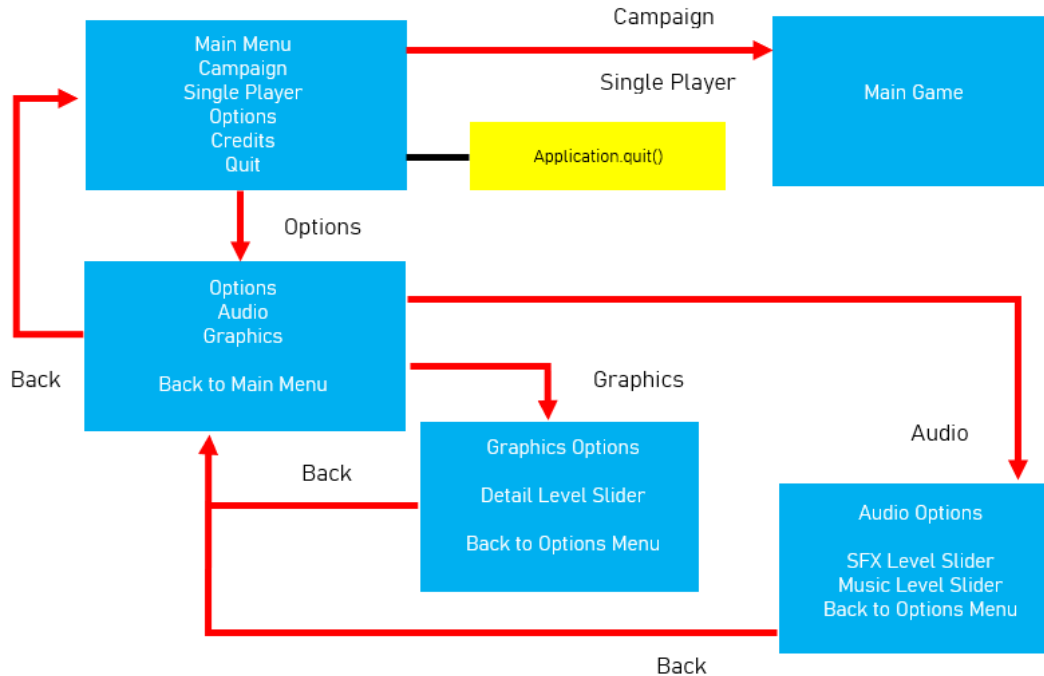 Campaign
Main Menu
Campaign
Single Player
Options
Credits
Quit
Single Player
Main Game
Application.quit()
Options
Options
Audio
Graphics
Back to Main Menu
Back
Graphics
Audio
Graphics Options
Detail Level Slider
Back to Options Menu
Back
Audio Options
SFX Level Slider
Music Level Slider
Back to Options Menu
Back